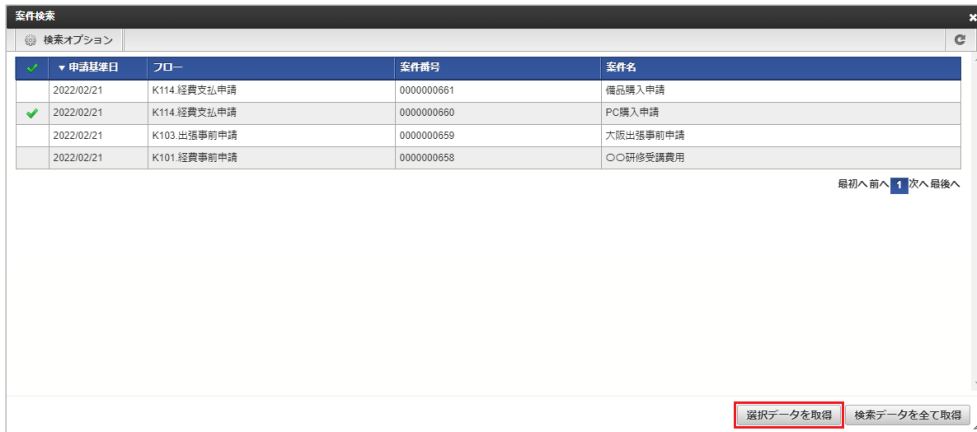 案件検索
検索オプション
▼ 申請基準日 フロー 案件番号 案件名
2022/02/21 K114.経費支払申請 0000000661 備品購入申請
2022/02/21 K114.経費支払申請 0000000660 PC購入申請
2022/02/21 K103.出張事前申請 0000000659 大阪出張事前申請
2022/02/21 K101.経費事前申請 0000000658 〇〇研修受講費用
最初へ 前へ 1 次へ 最後へ
選択データを取得 検索データを全て取得